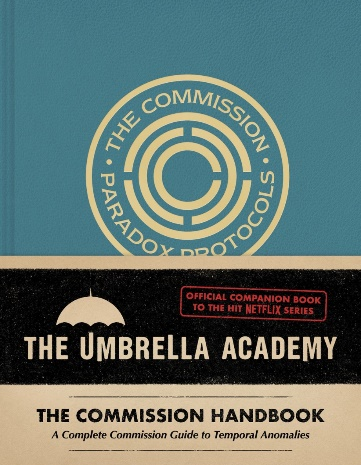 • THE COMMISSION •
PARADOX PROTOCOLS
OFFICIAL COMPANION BOOK
TO THE HIT NETFLIX SERIES
THE UMBRELLA ACADEMY
THE COMMISSION HANDBOOK
A Complete Commission Guide to Temporal Anomalies